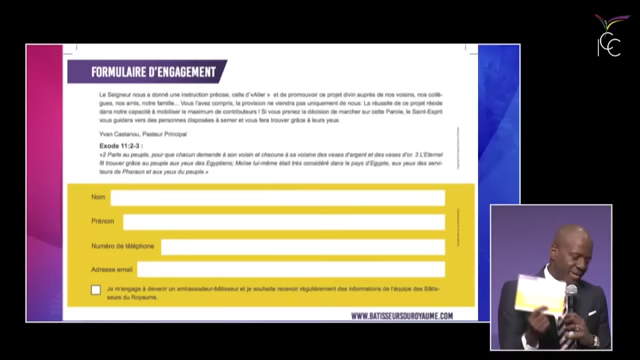 ICC
FORMULAIRE D'ENGAGEMENT
Le Seigneur nous a donné une instruction précise, celle d'«Aller » et de promouvoir ce projet divin auprès de nos voisins, nos collè-
gues, nos amis, notre famille... Vous l'avez compris, la provision ne viendra pas uniquement de nous. La réussite de ce projet réside
dans notre capacité à mobiliser le maximum de contributeurs ! Si vous prenez la décision de marcher sur cette Parole, le Saint-Esprit
vous guidera vers des personnes disposées à semer et vous fera trouver grâce à leurs yeux.
Yvan Castanou, Pasteur Principal
Exode 11:2-3 :
«2 Parle au peuple, pour que chacun demande à son voisin et chacune à sa voisine des vases d'argent et des vases d'or. 3 L'Eternel
fit trouver grâce au peuple aux yeux des Egyptiens; Moïse lui-même était très considéré dans le pays d'Egypte, aux yeux des servi-
teurs de Pharaon et aux yeux du peuple.»
Nom
Prénom
Numéro de téléphone
Adresse email
Je m'engage à devenir un ambassadeur-bâtisseur et je souhaite recevoir régulièrement des informations de l'équipe des Bâtis-
seurs du Royaume.
WWW.BATISSEURSDUROYAUME.COM